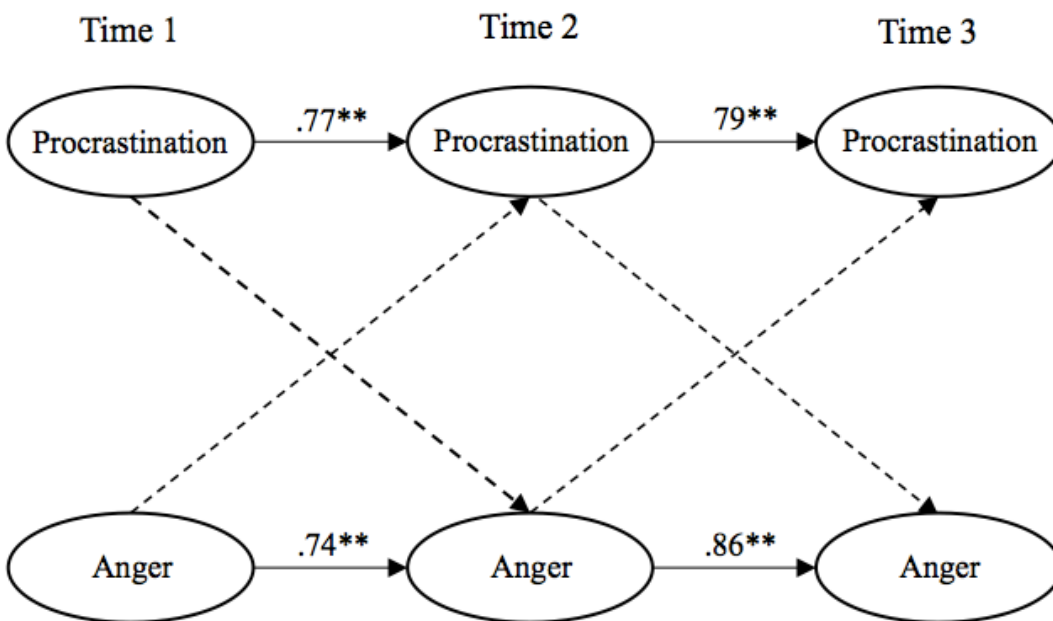 Time 1 Time 2 Time 3
.77** 79**
Procrastination Procrastination Procrastination
.74** .86**
Anger Anger Anger